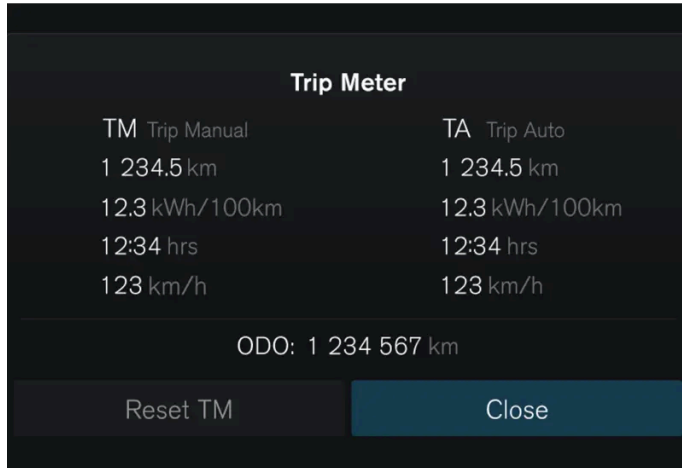 Trip Meter
TM Trip Manual
TA Trip Auto
1 234.5 km
1 234.5 km
12.3 kWh/100km
12.3 kWh/100km
12:34 hrs
12:34 hrs
123 km/h
123 km/h
ODO: 1 234 567 km
Reset TM
Close